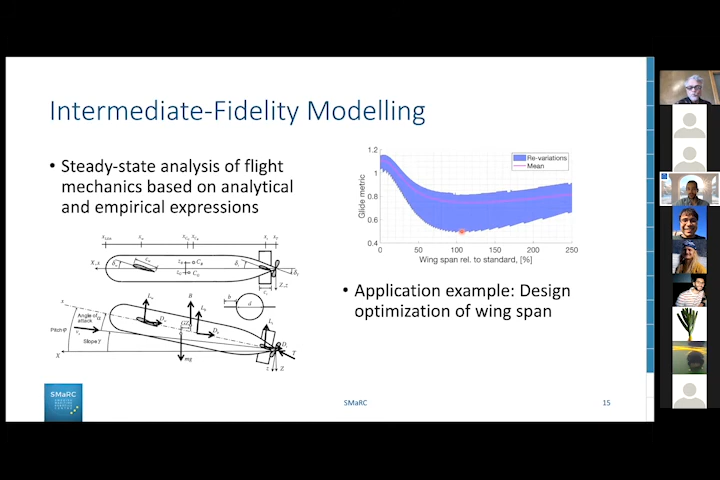 Intermediate-Fidelity Modelling
• Steady-state analysis of flight
mechanics based on analytical
and empirical expressions
Angle of
attack α
Pitch φ
Slope γ
B
mg
X
Z
T
b
d
1.2
1
0.8
0.6
0.4
Glide metric
Re-variations
Mean
0
50
100
150
200
250
Wing span rel. to standard, [%]
• Application example: Design
optimization of wing span
SMaRC
SMaRC
15